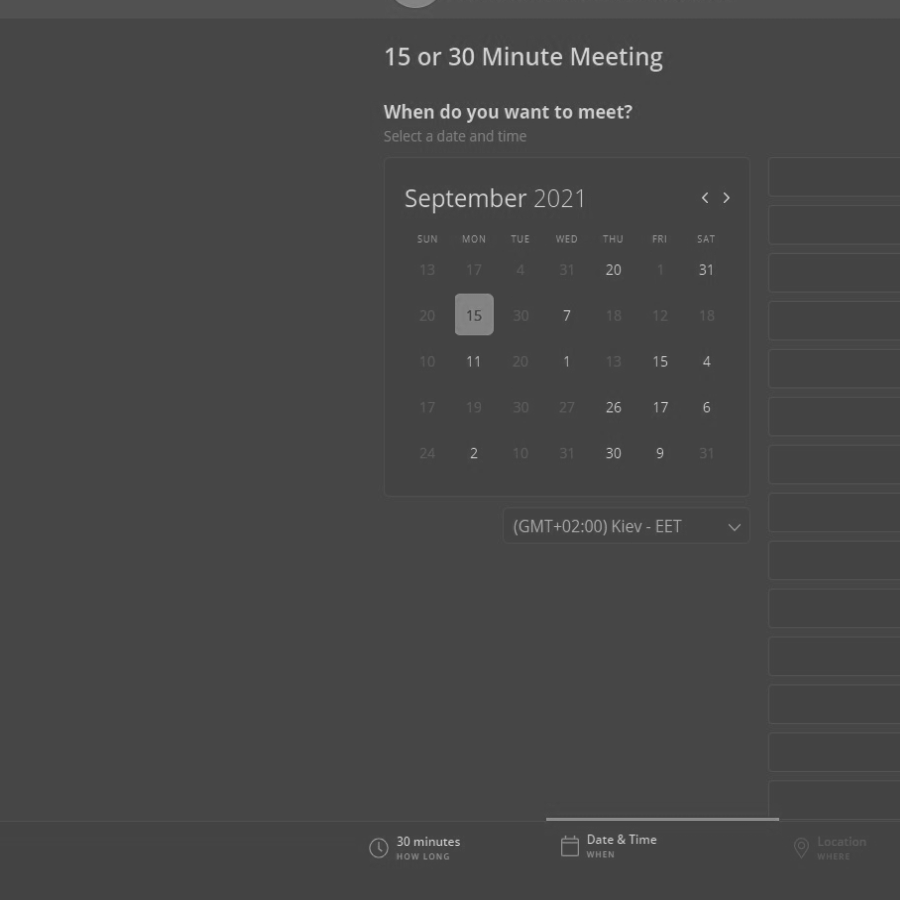 15 or 30 Minute Meeting
When do you want to meet?
Select a date and time
September 2021
SUN MON TUE WED THU FRI SAT
13 17 4 31 20 1 31
20 15 30 7 18 12 18
10 11 20 1 13 15 4
17 19 30 27 26 17 6
24 2 10 31 30 9 31
(GMT+02:00) Kiev - EET
30 minutes
HOW LONG
Date & Time
WHEN
Location
WHERE